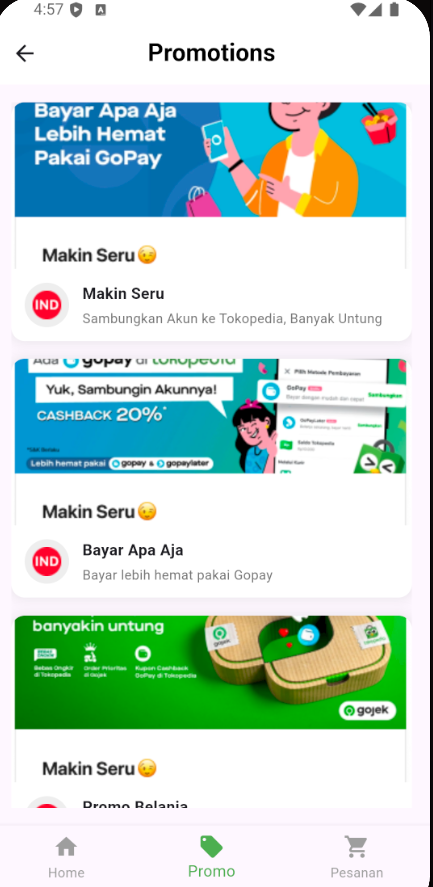 4:57
Promotions
Bayar Apa Aja
Lebih Hemat
Pakai GoPay
Makin Seru😉
IND
Makin Seru
Sambungkan Akun ke Tokopedia, Banyak Untung
Ada gopay di tokopedia
Yuk, Sambungin Akunnya!
CASHBACK 20%*
Lebih hemat pakai gopay & gopaylater
Pilih Metode Pembayaran
GoPay
Sambungkan
GoPayLater
Saldo Tokopedia
Makin Seru😉
IND
Bayar Apa Aja
Bayar lebih hemat pakai Gopay
banyakin untung
Bebas Ongkir
di Tokopedia
Order Prioritas
di Gojek
Kupon Cashback
GoPay di Tokopedia
gojek
tokopedia
gojek
Makin Seru😉
Promo Belanja
Home
Promo
Pesanan